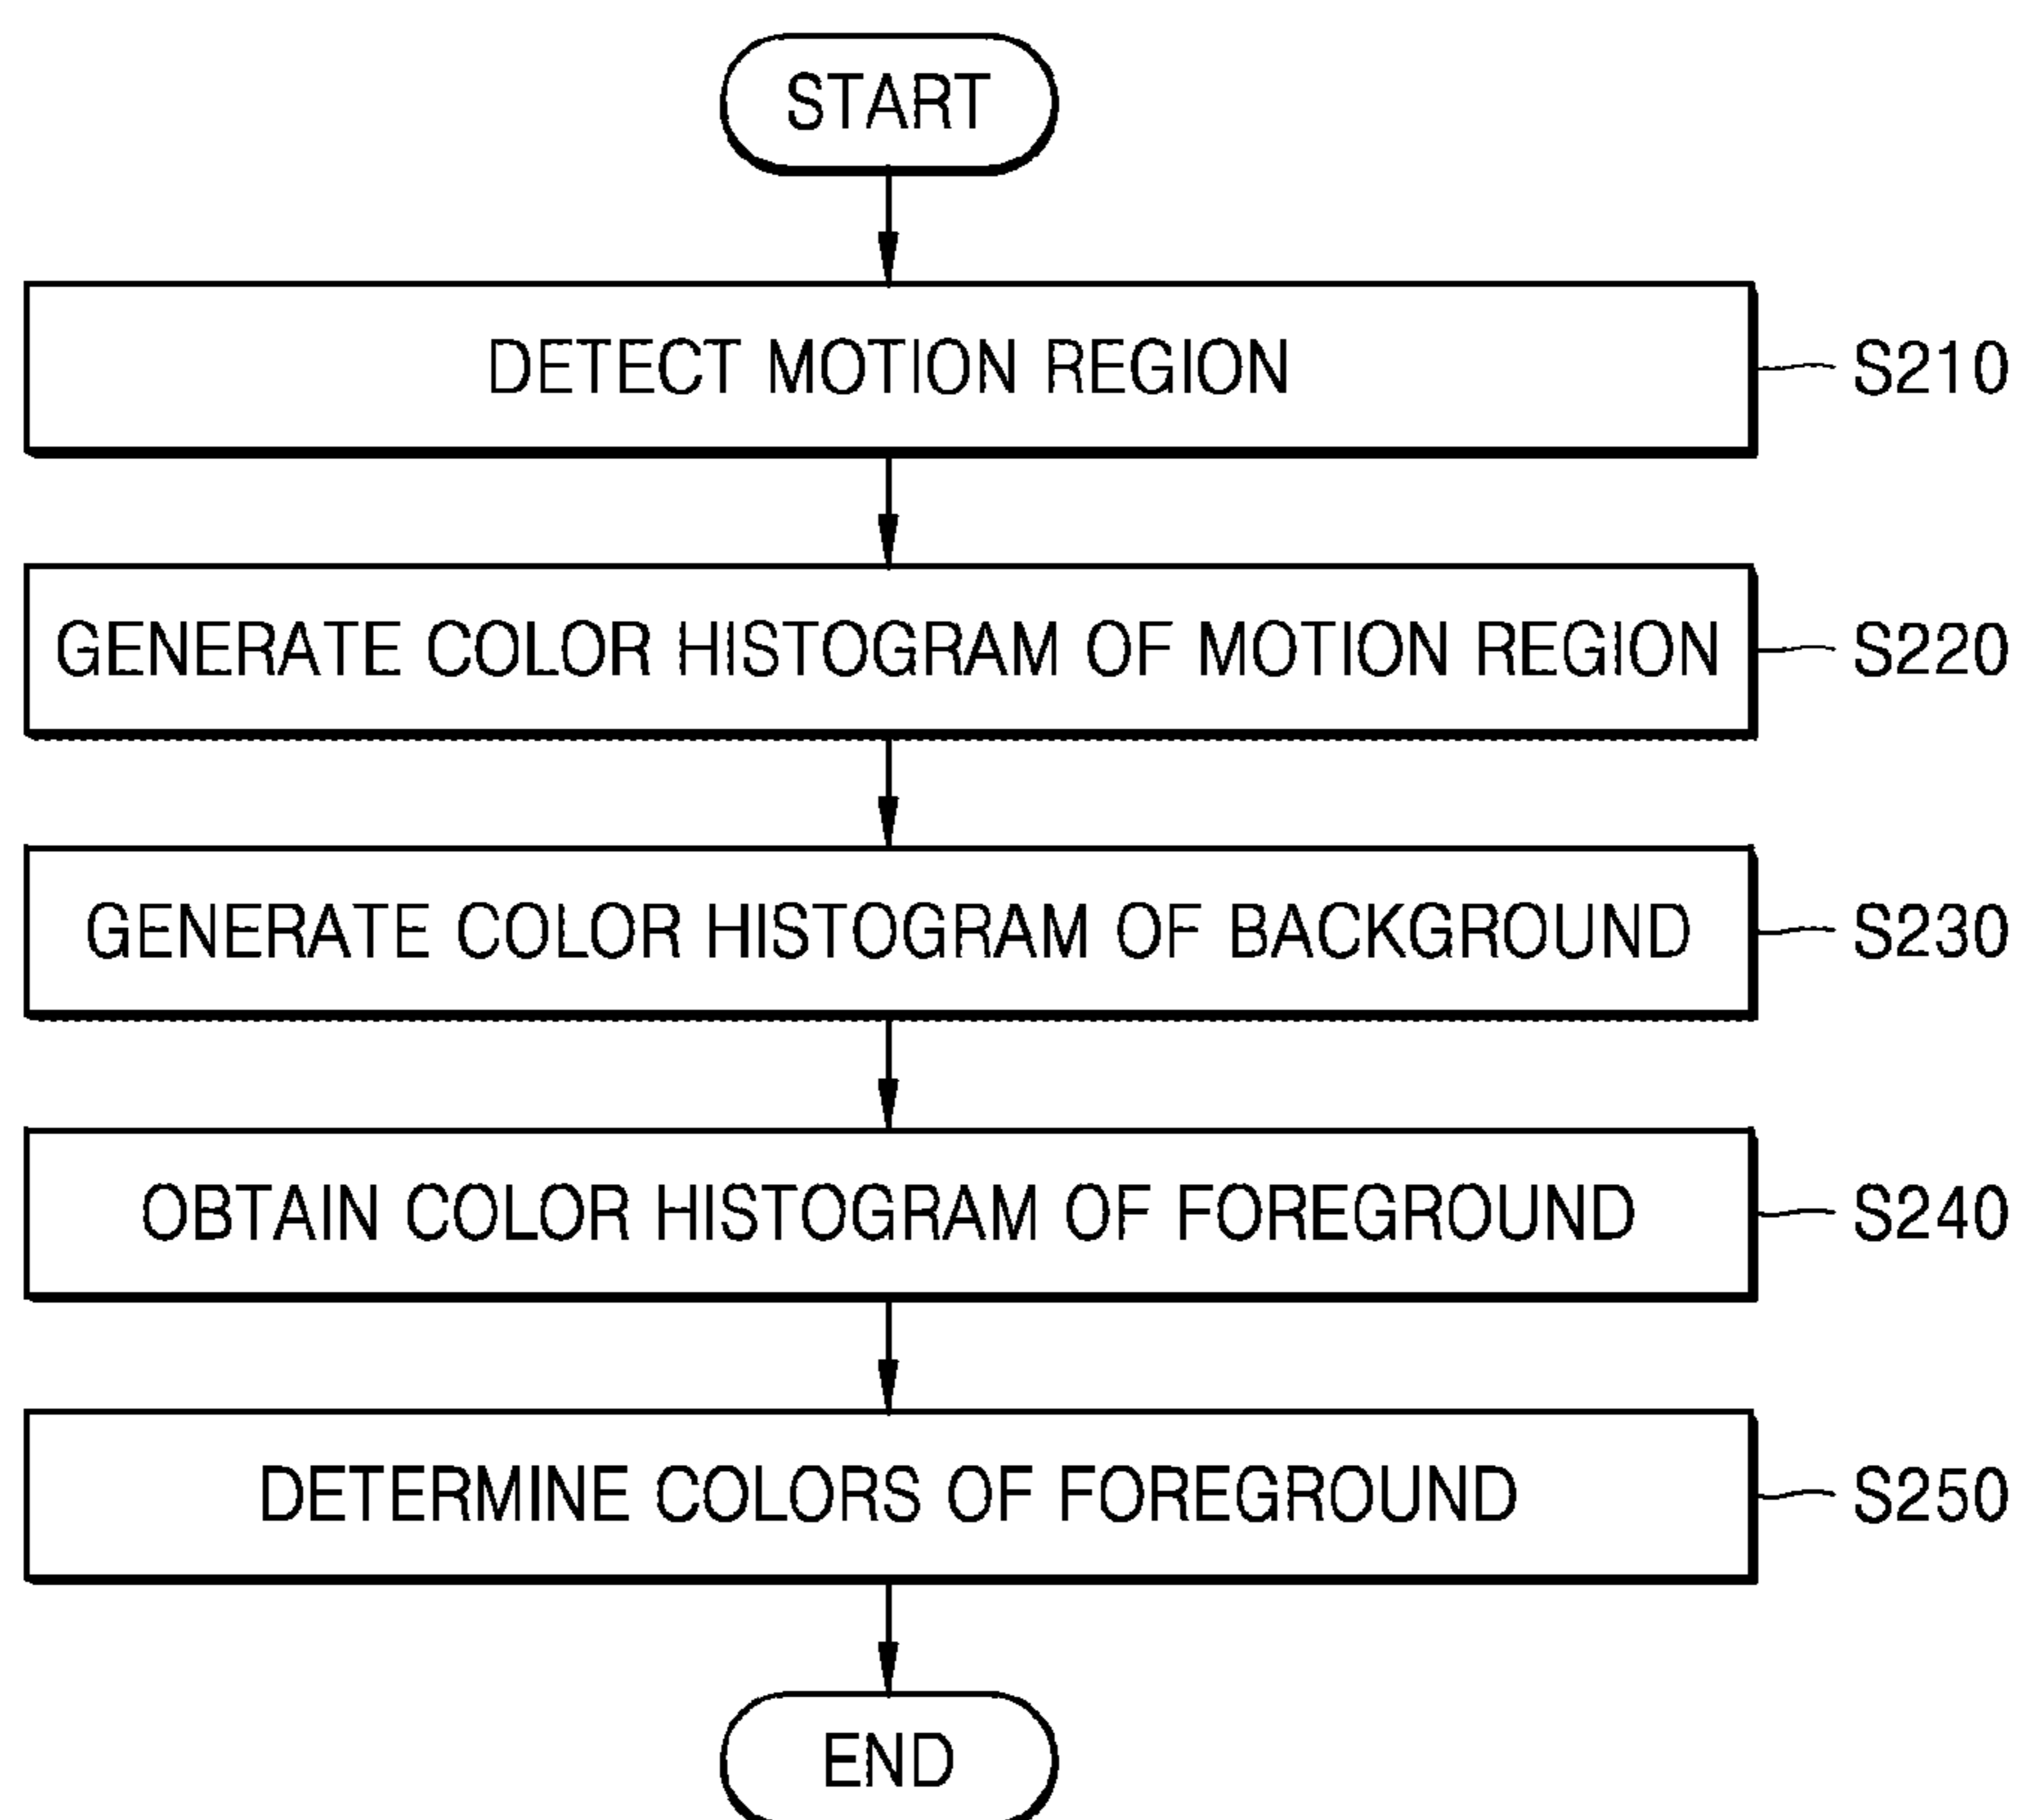 START
DETECT MOTION REGION
S210
GENERATE COLOR HISTOGRAM OF MOTION REGION
S220
GENERATE COLOR HISTOGRAM OF BACKGROUND
S230
OBTAIN COLOR HISTOGRAM OF FOREGROUND
S240
DETERMINE COLORS OF FOREGROUND
S250
END